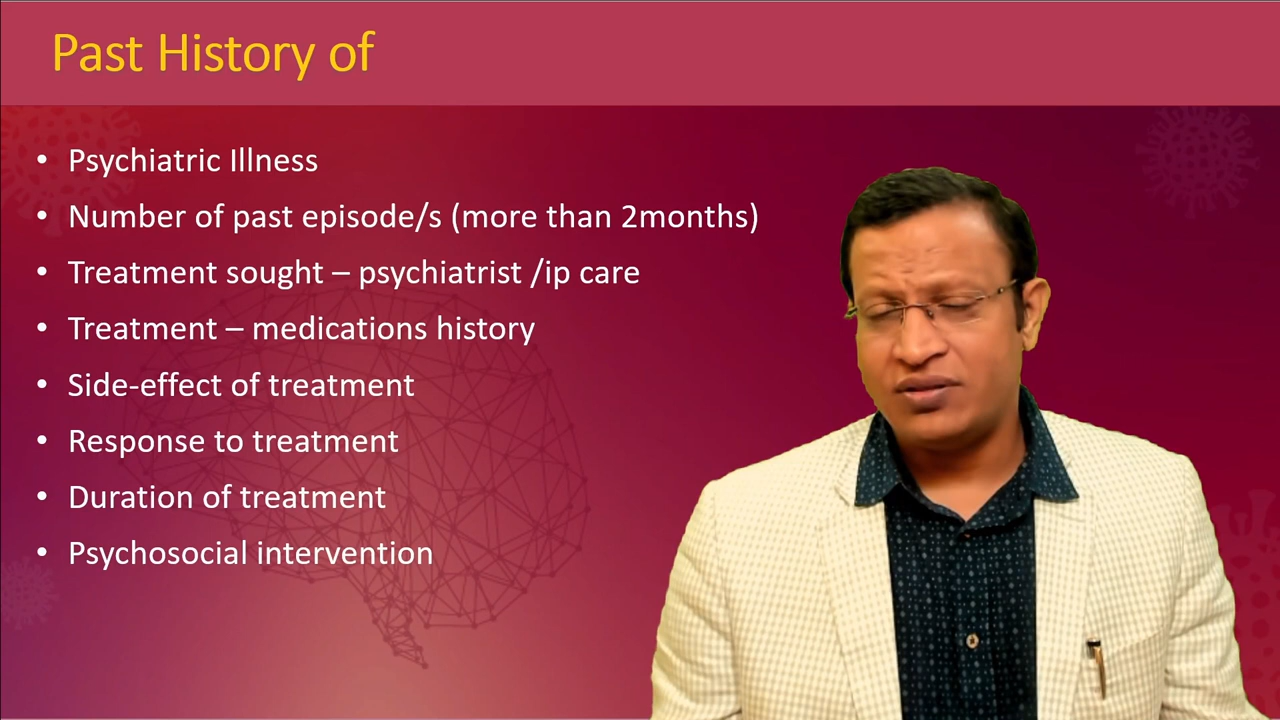 Past History of
• Psychiatric Illness
• Number of past episode/s (more than 2months)
• Treatment sought – psychiatrist /ip care
• Treatment – medications history
• Side-effect of treatment
• Response to treatment
• Duration of treatment
• Psychosocial intervention